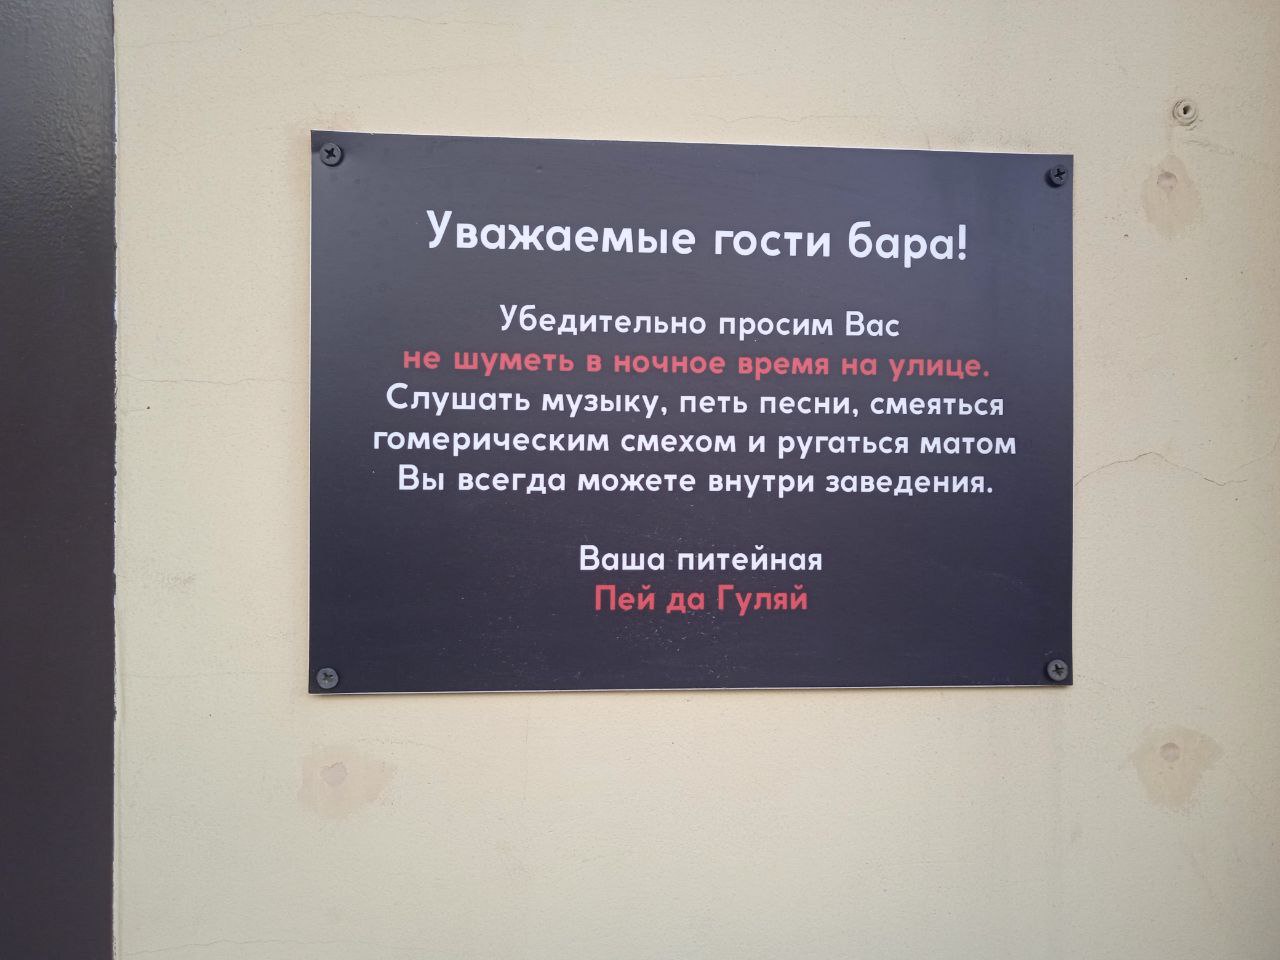 Уважаемые гости бара!
Убедительно просим Вас
не шуметь в ночное время на улице.
Слушать музыку, петь песни, смеяться
гомерическим смехом и ругаться матом
Вы всегда можете внутри заведения.
Ваша питейная
Пей да Гуляй